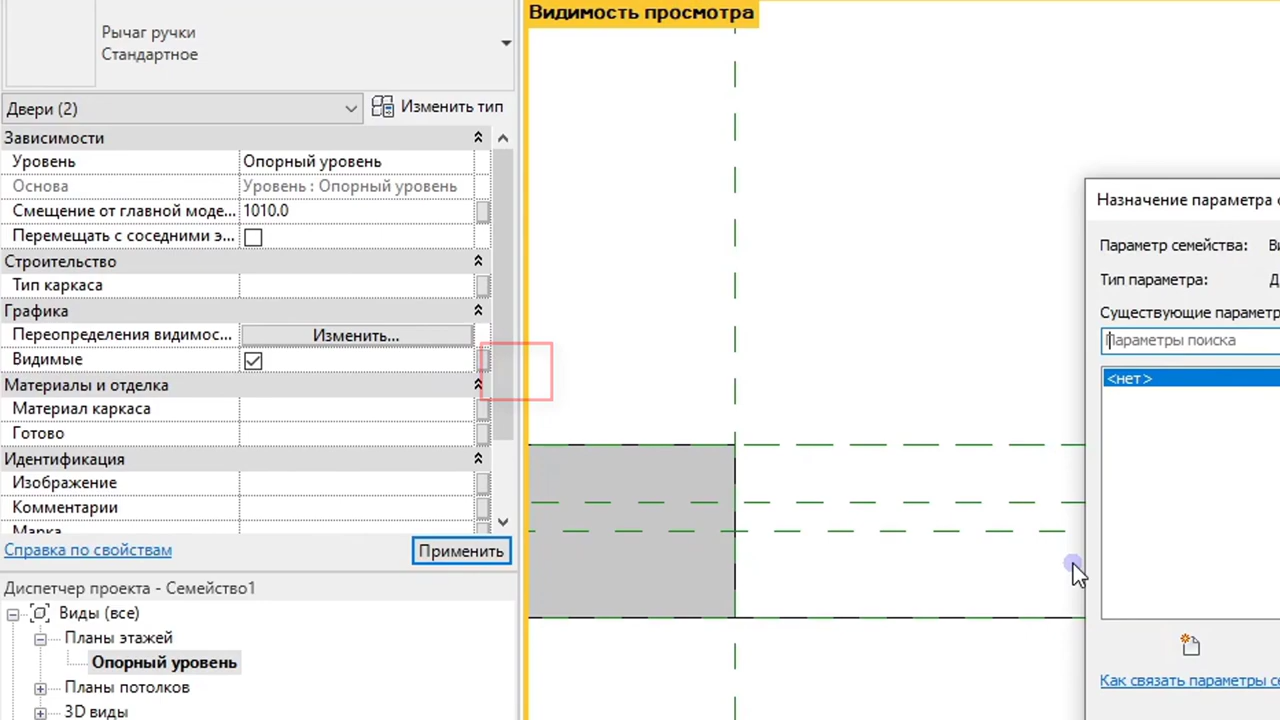 Видимость просмотра
Рычаг ручки
Стандартное
Двери (2)
Изменить тип
Зависимости
Уровень
Опорный уровень
Основа
Уровень : Опорный уровень
Смещение от главной моде...
1010.0
Перемещать с соседними э...
Строительство
Тип каркаса
Графика
Переопределения видимос...
Изменить...
Видимые
Материалы и отделка
Материал каркаса
Готово
Идентификация
Изображение
Комментарии
Марка
Справка по свойствам
Применить
Диспетчер проекта - Семейство1
Виды (все)
Планы этажей
Опорный уровень
Планы потолков
3D виды
Назначение параметра
Параметр семейства:
Тип параметра:
Существующие параметр
Параметры поиска
<нет>
Как связать параметры се